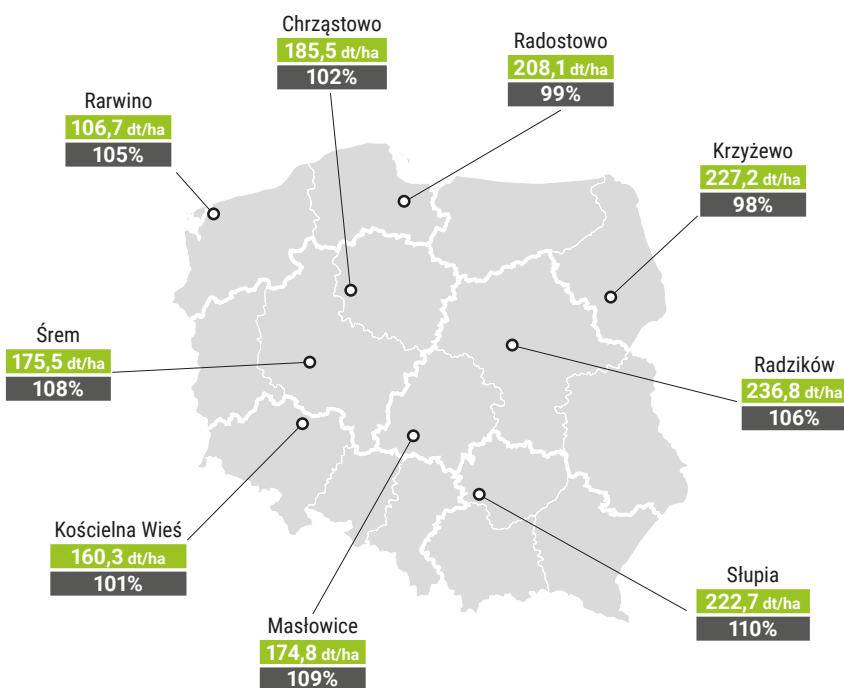 Chrząstowo
185,5 dt/ha
102%
Radostowo
208,1 dt/ha
99%
Rarwino
106,7 dt/ha
105%
Krzyżewo
227,2 dt/ha
98%
Śrem
175,5 dt/ha
108%
Radzików
236,8 dt/ha
106%
Kościelna Wieś
160,3 dt/ha
101%
Słupia
222,7 dt/ha
110%
Masłowice
174,8 dt/ha
109%